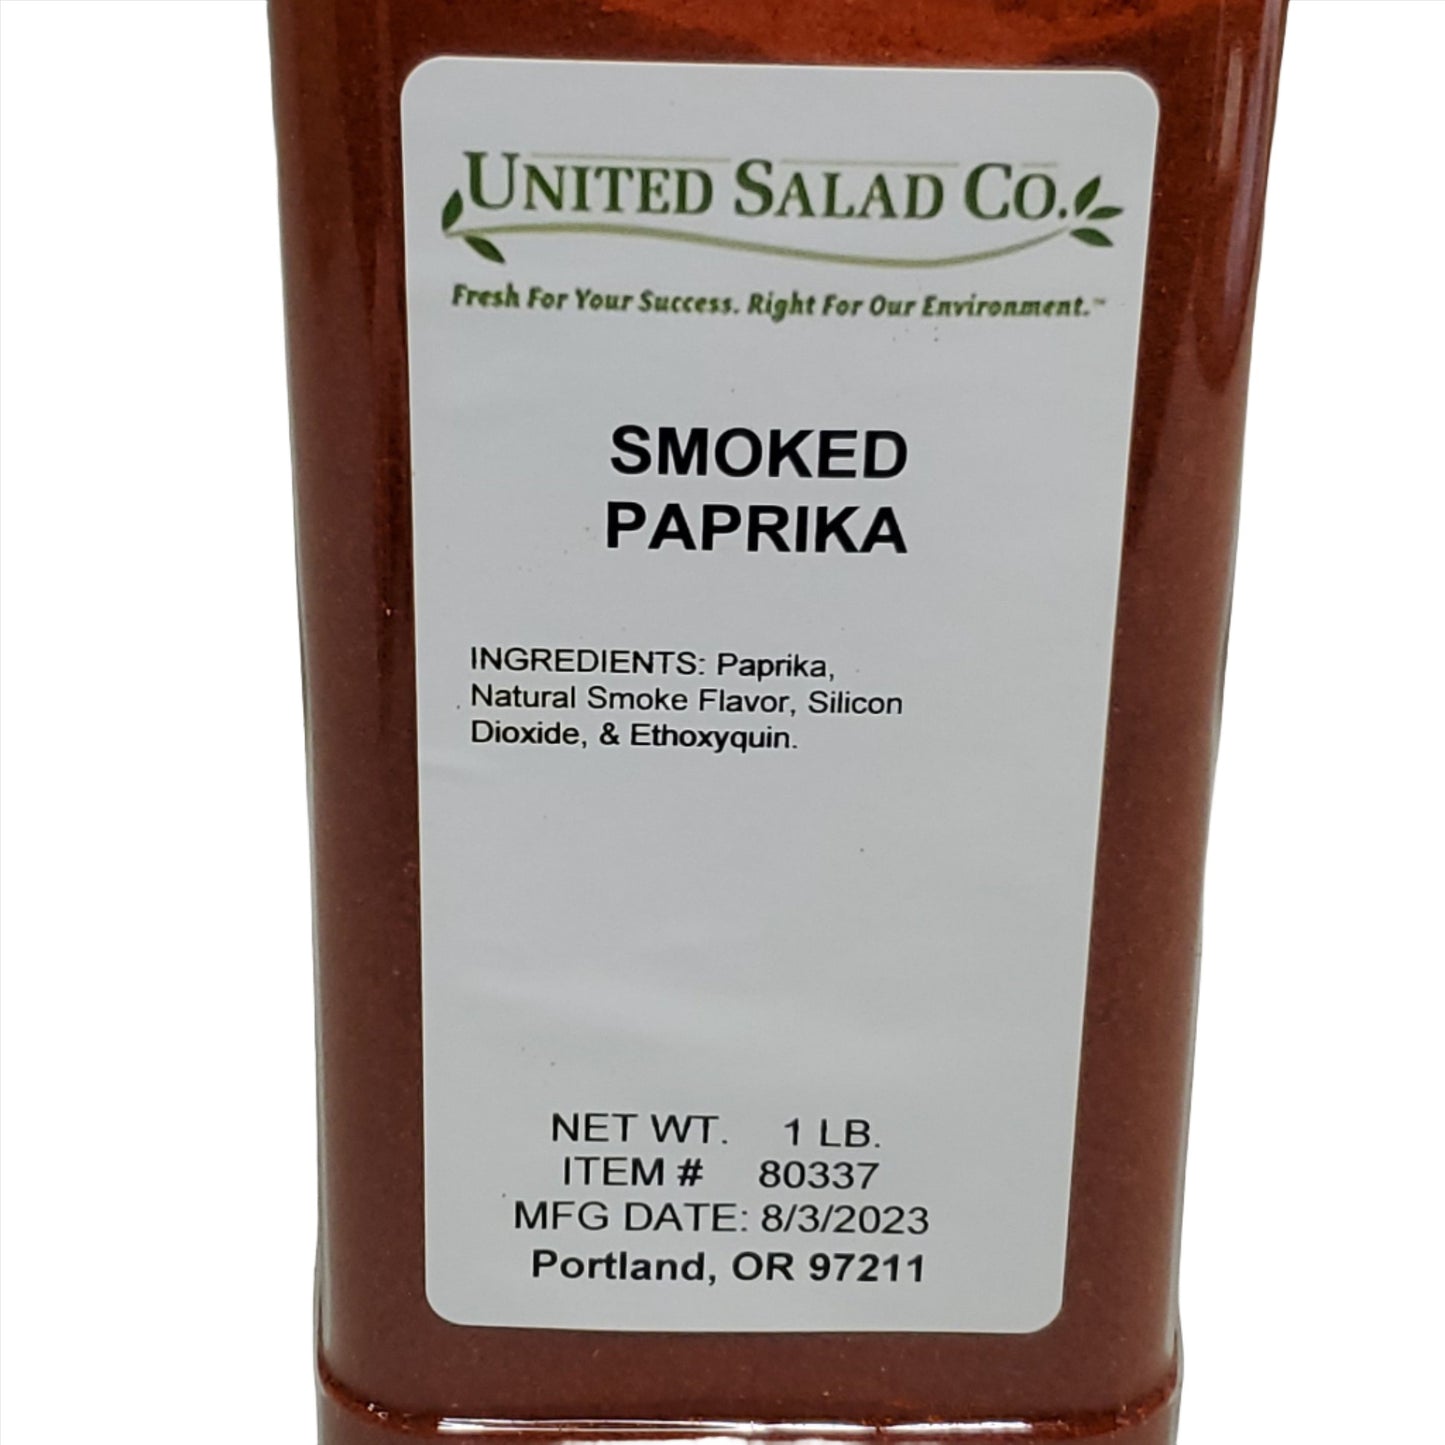 UNITED SALAD CO.
Fresh For Your Success. Right For Our Environment.™
SMOKED
PAPRIKA
INGREDIENTS: Paprika,
Natural Smoke Flavor, Silicon
Dioxide, & Ethoxyquin.
NET WT. 1 LB.
ITEM # 80337
MFG DATE: 8/3/2023
Portland, OR 97211